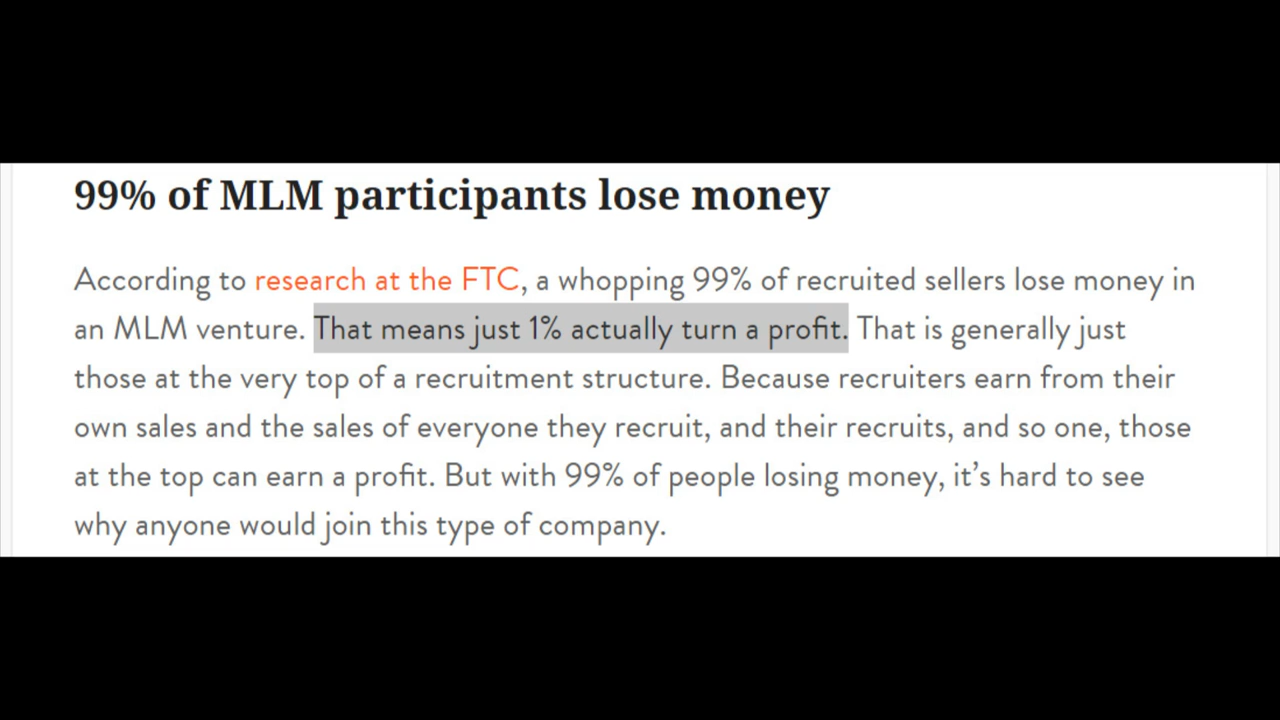 99% of MLM participants lose money
According to research at the FTC, a whopping 99% of recruited sellers lose money in
an MLM venture. That means just 1% actually turn a profit. That is generally just
those at the very top of a recruitment structure. Because recruiters earn from their
own sales and the sales of everyone they recruit, and their recruits, and so one, those
at the top can earn a profit. But with 99% of people losing money, it’s hard to see
why anyone would join this type of company.